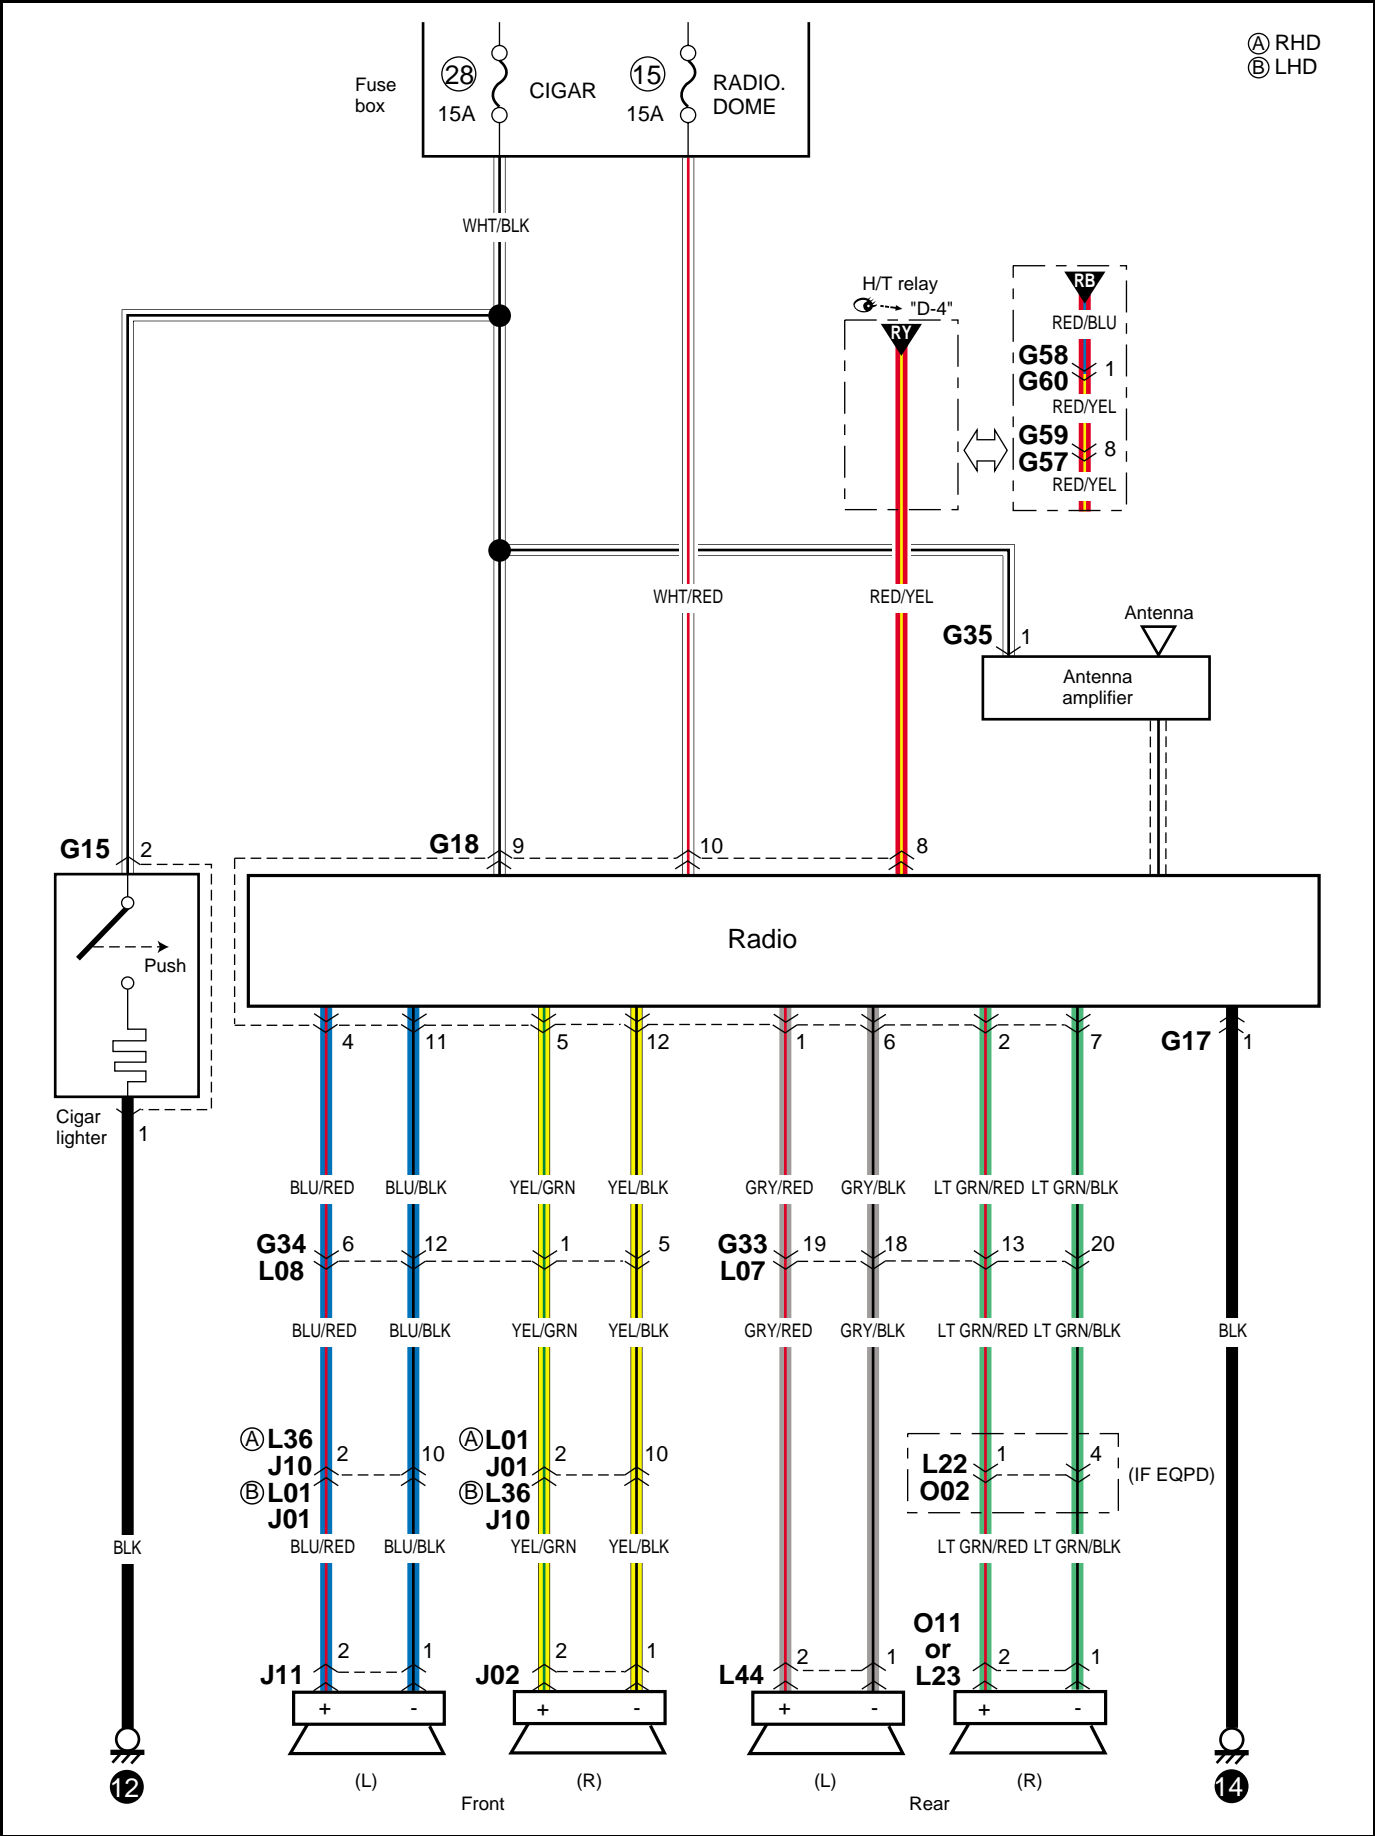 Ⓐ RHD
Ⓑ LHD
Fuse
box
28
15A
CIGAR
15
15A
RADIO.
DOME
WHT/BLK
H/T relay
"D-4"
RY
RB
RED/BLU
G58
G60
1
RED/YEL
G59
G57
8
RED/YEL
WHT/RED
RED/YEL
Antenna
G35
1
Antenna
amplifier
G15
2
G18
9
10
8
Push
Radio
Cigar
lighter
1
4
11
5
12
1
6
2
7
G17
1
BLU/RED
BLU/BLK
YEL/GRN
YEL/BLK
GRY/RED
GRY/BLK
LT GRN/RED
LT GRN/BLK
G34
L08
6
12
1
5
G33
L07
19
18
13
20
BLU/RED
BLU/BLK
YEL/GRN
YEL/BLK
GRY/RED
GRY/BLK
LT GRN/RED
LT GRN/BLK
BLK
Ⓐ L36
J10
Ⓑ L01
J01
2
10
Ⓐ L01
J01
Ⓑ L36
J10
2
10
L22
O02
1
4
(IF EQPD)
BLK
BLU/RED
BLU/BLK
YEL/GRN
YEL/BLK
LT GRN/RED
LT GRN/BLK
J11
2
1
J02
2
1
L44
2
1
O11
or
L23
2
1
+
-
+
-
+
-
+
-
12
(L)
(R)
(L)
(R)
14
Front
Rear